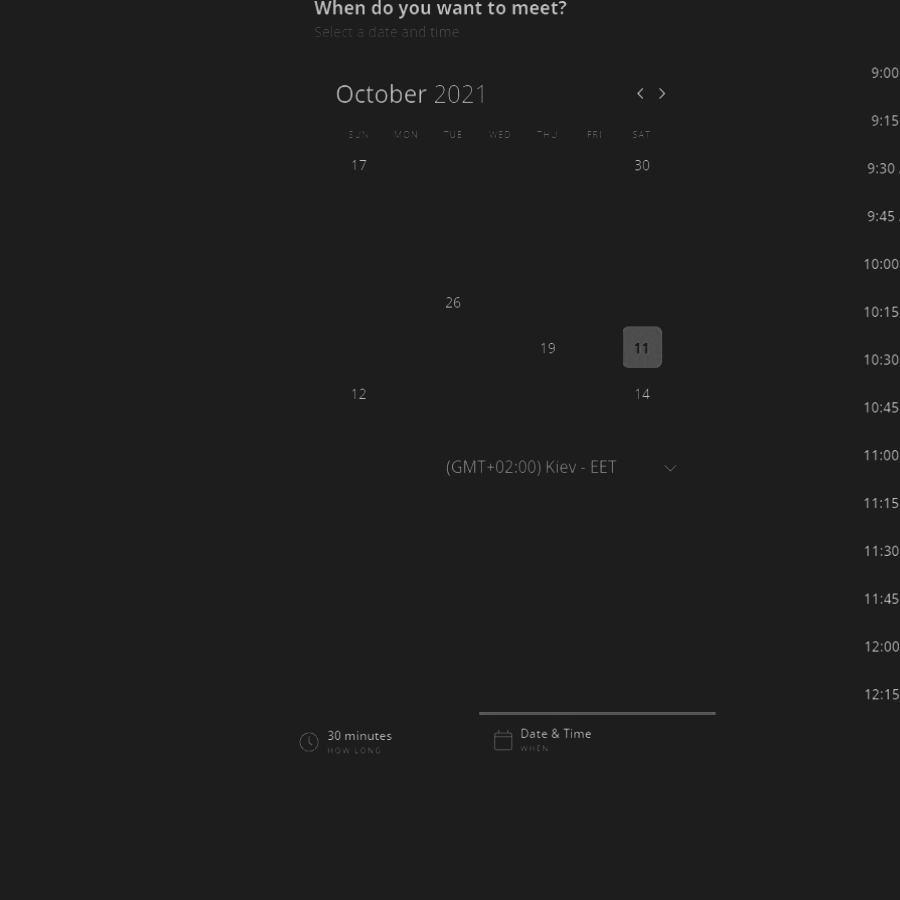 When do you want to meet?
Select a date and time
October 2021
SUN MON TUE WED THU FRI SAT
17 30
26
19 11
12 14
(GMT+02:00) Kiev - EET
9:00
9:15
9:30
9:45
10:00
10:15
10:30
10:45
11:00
11:15
11:30
11:45
12:00
12:15
30 minutes
HOW LONG
Date & Time
WHEN